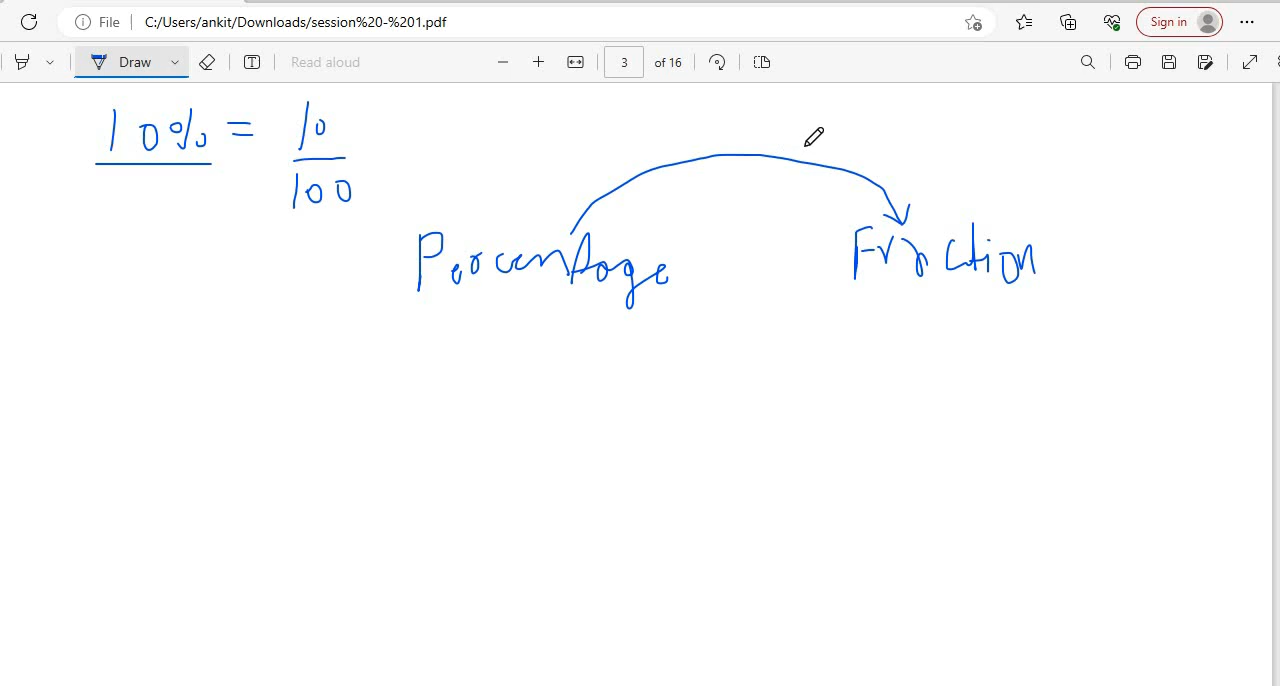 File C:/Users/ankit/Downloads/session%20-%201.pdf Sign in
Draw Read aloud 3 of 16
10% = 10
100
Percentage Fraction